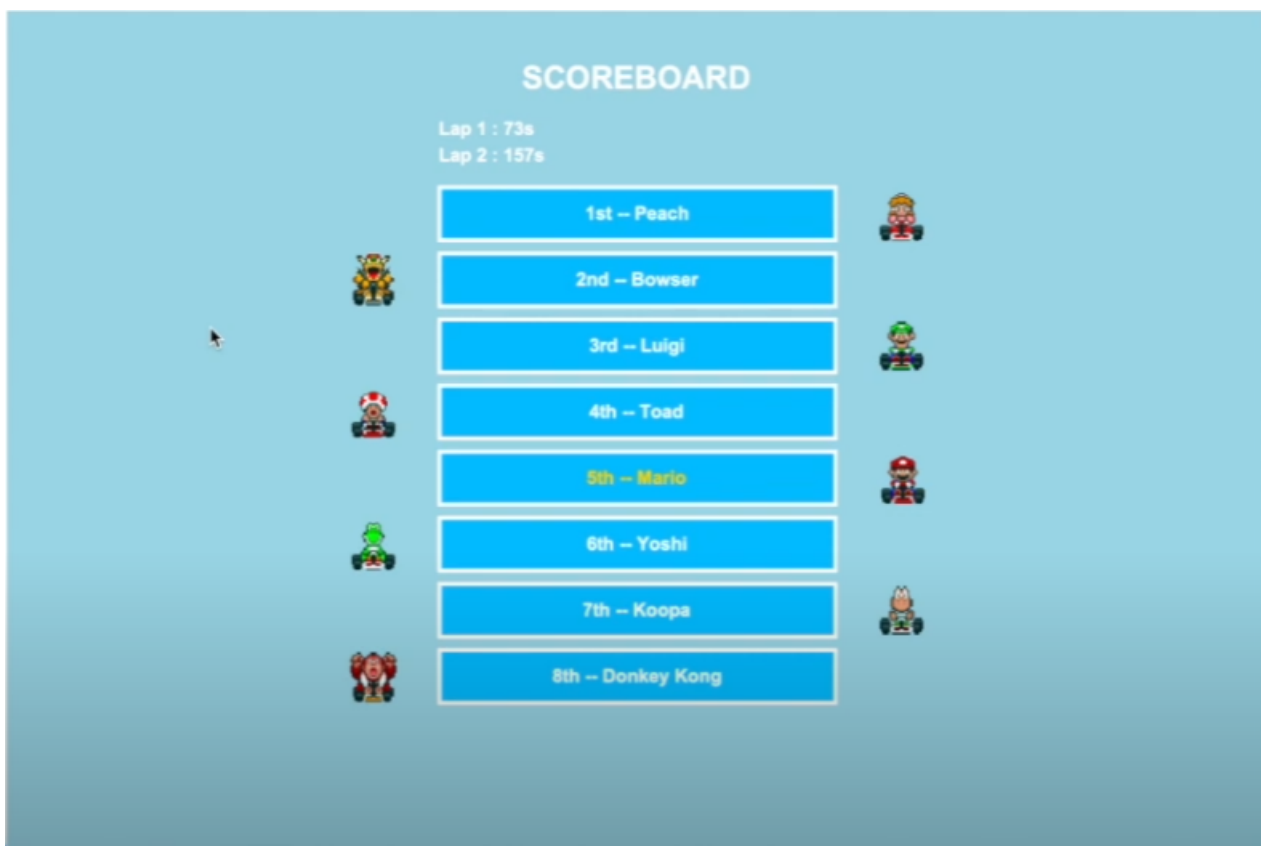 SCOREBOARD
Lap 1 : 73s
Lap 2 : 157s
1st -- Peach
2nd -- Bowser
3rd -- Luigi
4th -- Toad
5th -- Mario
6th -- Yoshi
7th -- Koopa
8th -- Donkey Kong